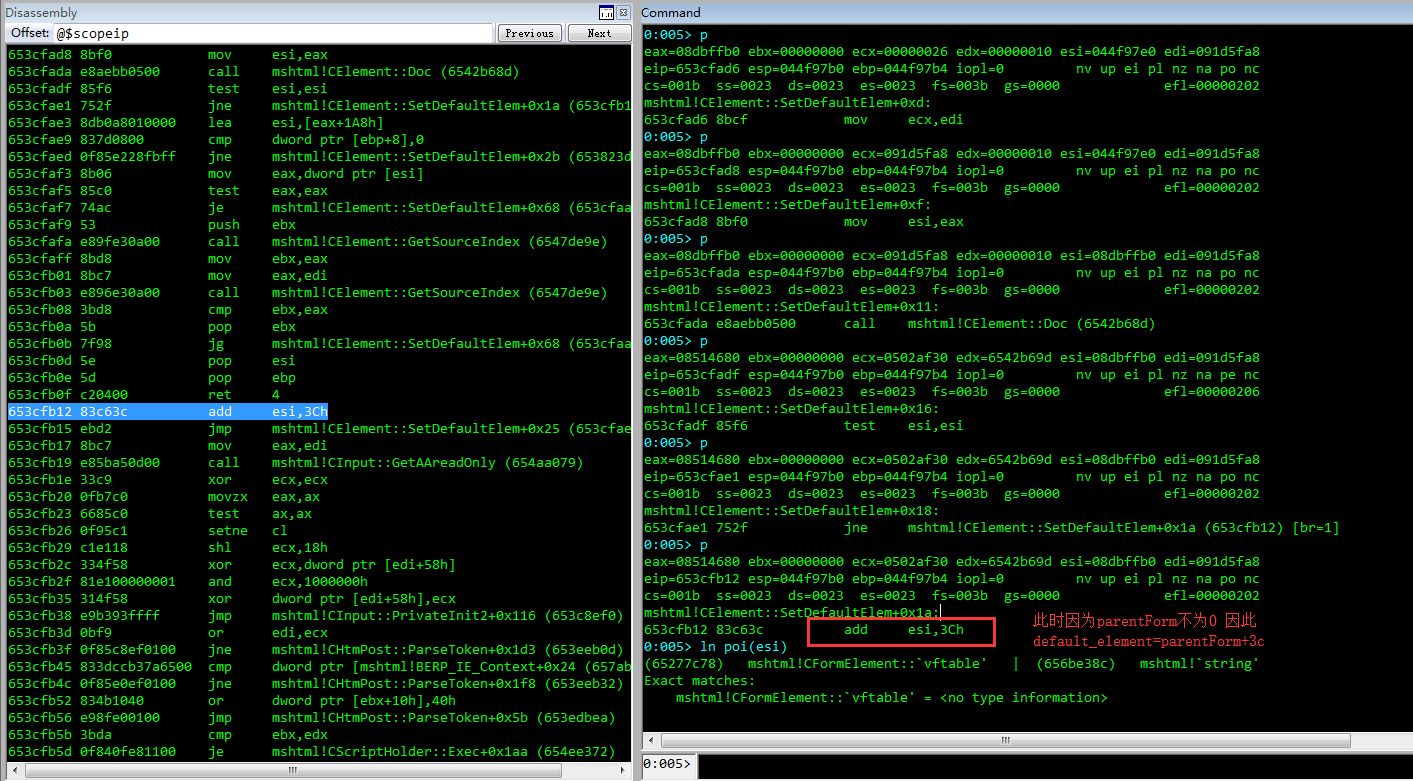 Disassembly
Offset: @$scopeip
Previous
Next
653cfad8 8bf0 mov esi,eax
653cfada e8aebb0500 call mshtml!CElement::Doc (6542b68d)
653cfadf 85f6 test esi,esi
653cfae1 752f jne mshtml!CElement::SetDefaultElem+0x1a (653cfb1
653cfae3 8db0a8010000 lea esi,[eax+1A8h]
653cfae9 837d0800 cmp dword ptr [ebp+8],0
653cfaed 0f85e228fbff jne mshtml!CElement::SetDefaultElem+0x2b (653823d
653cfaf3 8b06 mov eax,dword ptr [esi]
653cfaf5 85c0 test eax,eax
653cfaf7 74ac je mshtml!CElement::SetDefaultElem+0x68 (653cfaa
653cfaf9 53 push ebx
653cfafa e89fe30a00 call mshtml!CElement::GetSourceIndex (6547de9e)
653cfaff 8bd8 mov ebx,eax
653cfb01 8bc7 mov eax,edi
653cfb03 e896e30a00 call mshtml!CElement::GetSourceIndex (6547de9e)
653cfb08 3bd8 cmp ebx,eax
653cfb0a 5b pop ebx
653cfb0b 7f98 jg mshtml!CElement::SetDefaultElem+0x68 (653cfaa
653cfb0d 5e pop esi
653cfb0e 5d pop ebp
653cfb0f c20400 ret 4
653cfb12 83c63c add esi,3Ch
653cfb15 ebd2 jmp mshtml!CElement::SetDefaultElem+0x25 (653cfae
653cfb17 8bc7 mov eax,edi
653cfb19 e85ba50d00 call mshtml!CInput::GetAAreadOnly (654aa079)
653cfb1e 33c9 xor ecx,ecx
653cfb20 0fb7c0 movzx eax,ax
653cfb23 6685c0 test ax,ax
653cfb26 0f95c1 setne cl
653cfb29 c1e118 shl ecx,18h
653cfb2c 334f58 xor ecx,dword ptr [edi+58h]
653cfb2f 81e100000001 and ecx,1000000h
653cfb35 314f58 xor dword ptr [edi+58h],ecx
653cfb38 e9b393ffff jmp mshtml!CInput::PrivateInit2+0x116 (653c8ef0)
653cfb3d 0bf9 or edi,ecx
653cfb3f 0f85c8ef0100 jne mshtml!CHtmPost::ParseToken+0x1d3 (653eeb0d)
653cfb45 833dccb37a6500 cmp dword ptr [mshtml!BERP_IE_Context+0x24 (657ab
653cfb4c 0f85e0ef0100 jne mshtml!CHtmPost::ParseToken+0x1f8 (653eeb32)
653cfb52 834b1040 or dword ptr [ebx+10h],40h
653cfb56 e98fe00100 jmp mshtml!CHtmPost::ParseToken+0x5b (653edbea)
653cfb5b 3bda cmp ebx,edx
653cfb5d 0f840fe81100 je mshtml!CScriptHolder::Exec+0x1aa (654ee372)
Command
0:005> p
eax=08dbffb0 ebx=00000000 ecx=00000026 edx=00000010 esi=044f97e0 edi=091d5fa8
eip=653cfad6 esp=044f97b0 ebp=044f97b4 iopl=0 nv up ei pl nz na po nc
cs=001b ss=0023 ds=0023 es=0023 fs=003b gs=0000 efl=00000202
mshtml!CElement::SetDefaultElem+0xd:
653cfad6 8bcf mov ecx,edi
0:005> p
eax=08dbffb0 ebx=00000000 ecx=091d5fa8 edx=00000010 esi=044f97e0 edi=091d5fa8
eip=653cfad8 esp=044f97b0 ebp=044f97b4 iopl=0 nv up ei pl nz na po nc
cs=001b ss=0023 ds=0023 es=0023 fs=003b gs=0000 efl=00000202
mshtml!CElement::SetDefaultElem+0xf:
653cfad8 8bf0 mov esi,eax
0:005> p
eax=08dbffb0 ebx=00000000 ecx=091d5fa8 edx=00000010 esi=08dbffb0 edi=091d5fa8
eip=653cfada esp=044f97b0 ebp=044f97b4 iopl=0 nv up ei pl nz na po nc
cs=001b ss=0023 ds=0023 es=0023 fs=003b gs=0000 efl=00000202
mshtml!CElement::SetDefaultElem+0x11:
653cfada e8aebb0500 call mshtml!CElement::Doc (6542b68d)
0:005> p
eax=08514680 ebx=00000000 ecx=0502af30 edx=6542b69d esi=08dbffb0 edi=091d5fa8
eip=653cfadf esp=044f97b0 ebp=044f97b4 iopl=0 nv up ei pl nz na pe nc
cs=001b ss=0023 ds=0023 es=0023 fs=003b gs=0000 efl=00000206
mshtml!CElement::SetDefaultElem+0x16:
653cfadf 85f6 test esi,esi
0:005> p
eax=08514680 ebx=00000000 ecx=0502af30 edx=6542b69d esi=08dbffb0 edi=091d5fa8
eip=653cfae1 esp=044f97b0 ebp=044f97b4 iopl=0 nv up ei pl nz na po nc
cs=001b ss=0023 ds=0023 es=0023 fs=003b gs=0000 efl=00000202
mshtml!CElement::SetDefaultElem+0x18:
653cfae1 752f jne mshtml!CElement::SetDefaultElem+0x1a (653cfb12) [br=1]
0:005> p
eax=08514680 ebx=00000000 ecx=0502af30 edx=6542b69d esi=08dbffb0 edi=091d5fa8
eip=653cfb12 esp=044f97b0 ebp=044f97b4 iopl=0 nv up ei pl nz na po nc
cs=001b ss=0023 ds=0023 es=0023 fs=003b gs=0000 efl=00000202
mshtml!CElement::SetDefaultElem+0x1a:
653cfb12 83c63c add esi,3Ch
此时因为parentForm不为0 因此
default_element=parentForm+3c
0:005> ln poi(esi)
(65277c78) mshtml!CFormElement::`vftable' | (656be38c) mshtml!`string'
Exact matches:
mshtml!CFormElement::`vftable' = <no type information>
0:005>